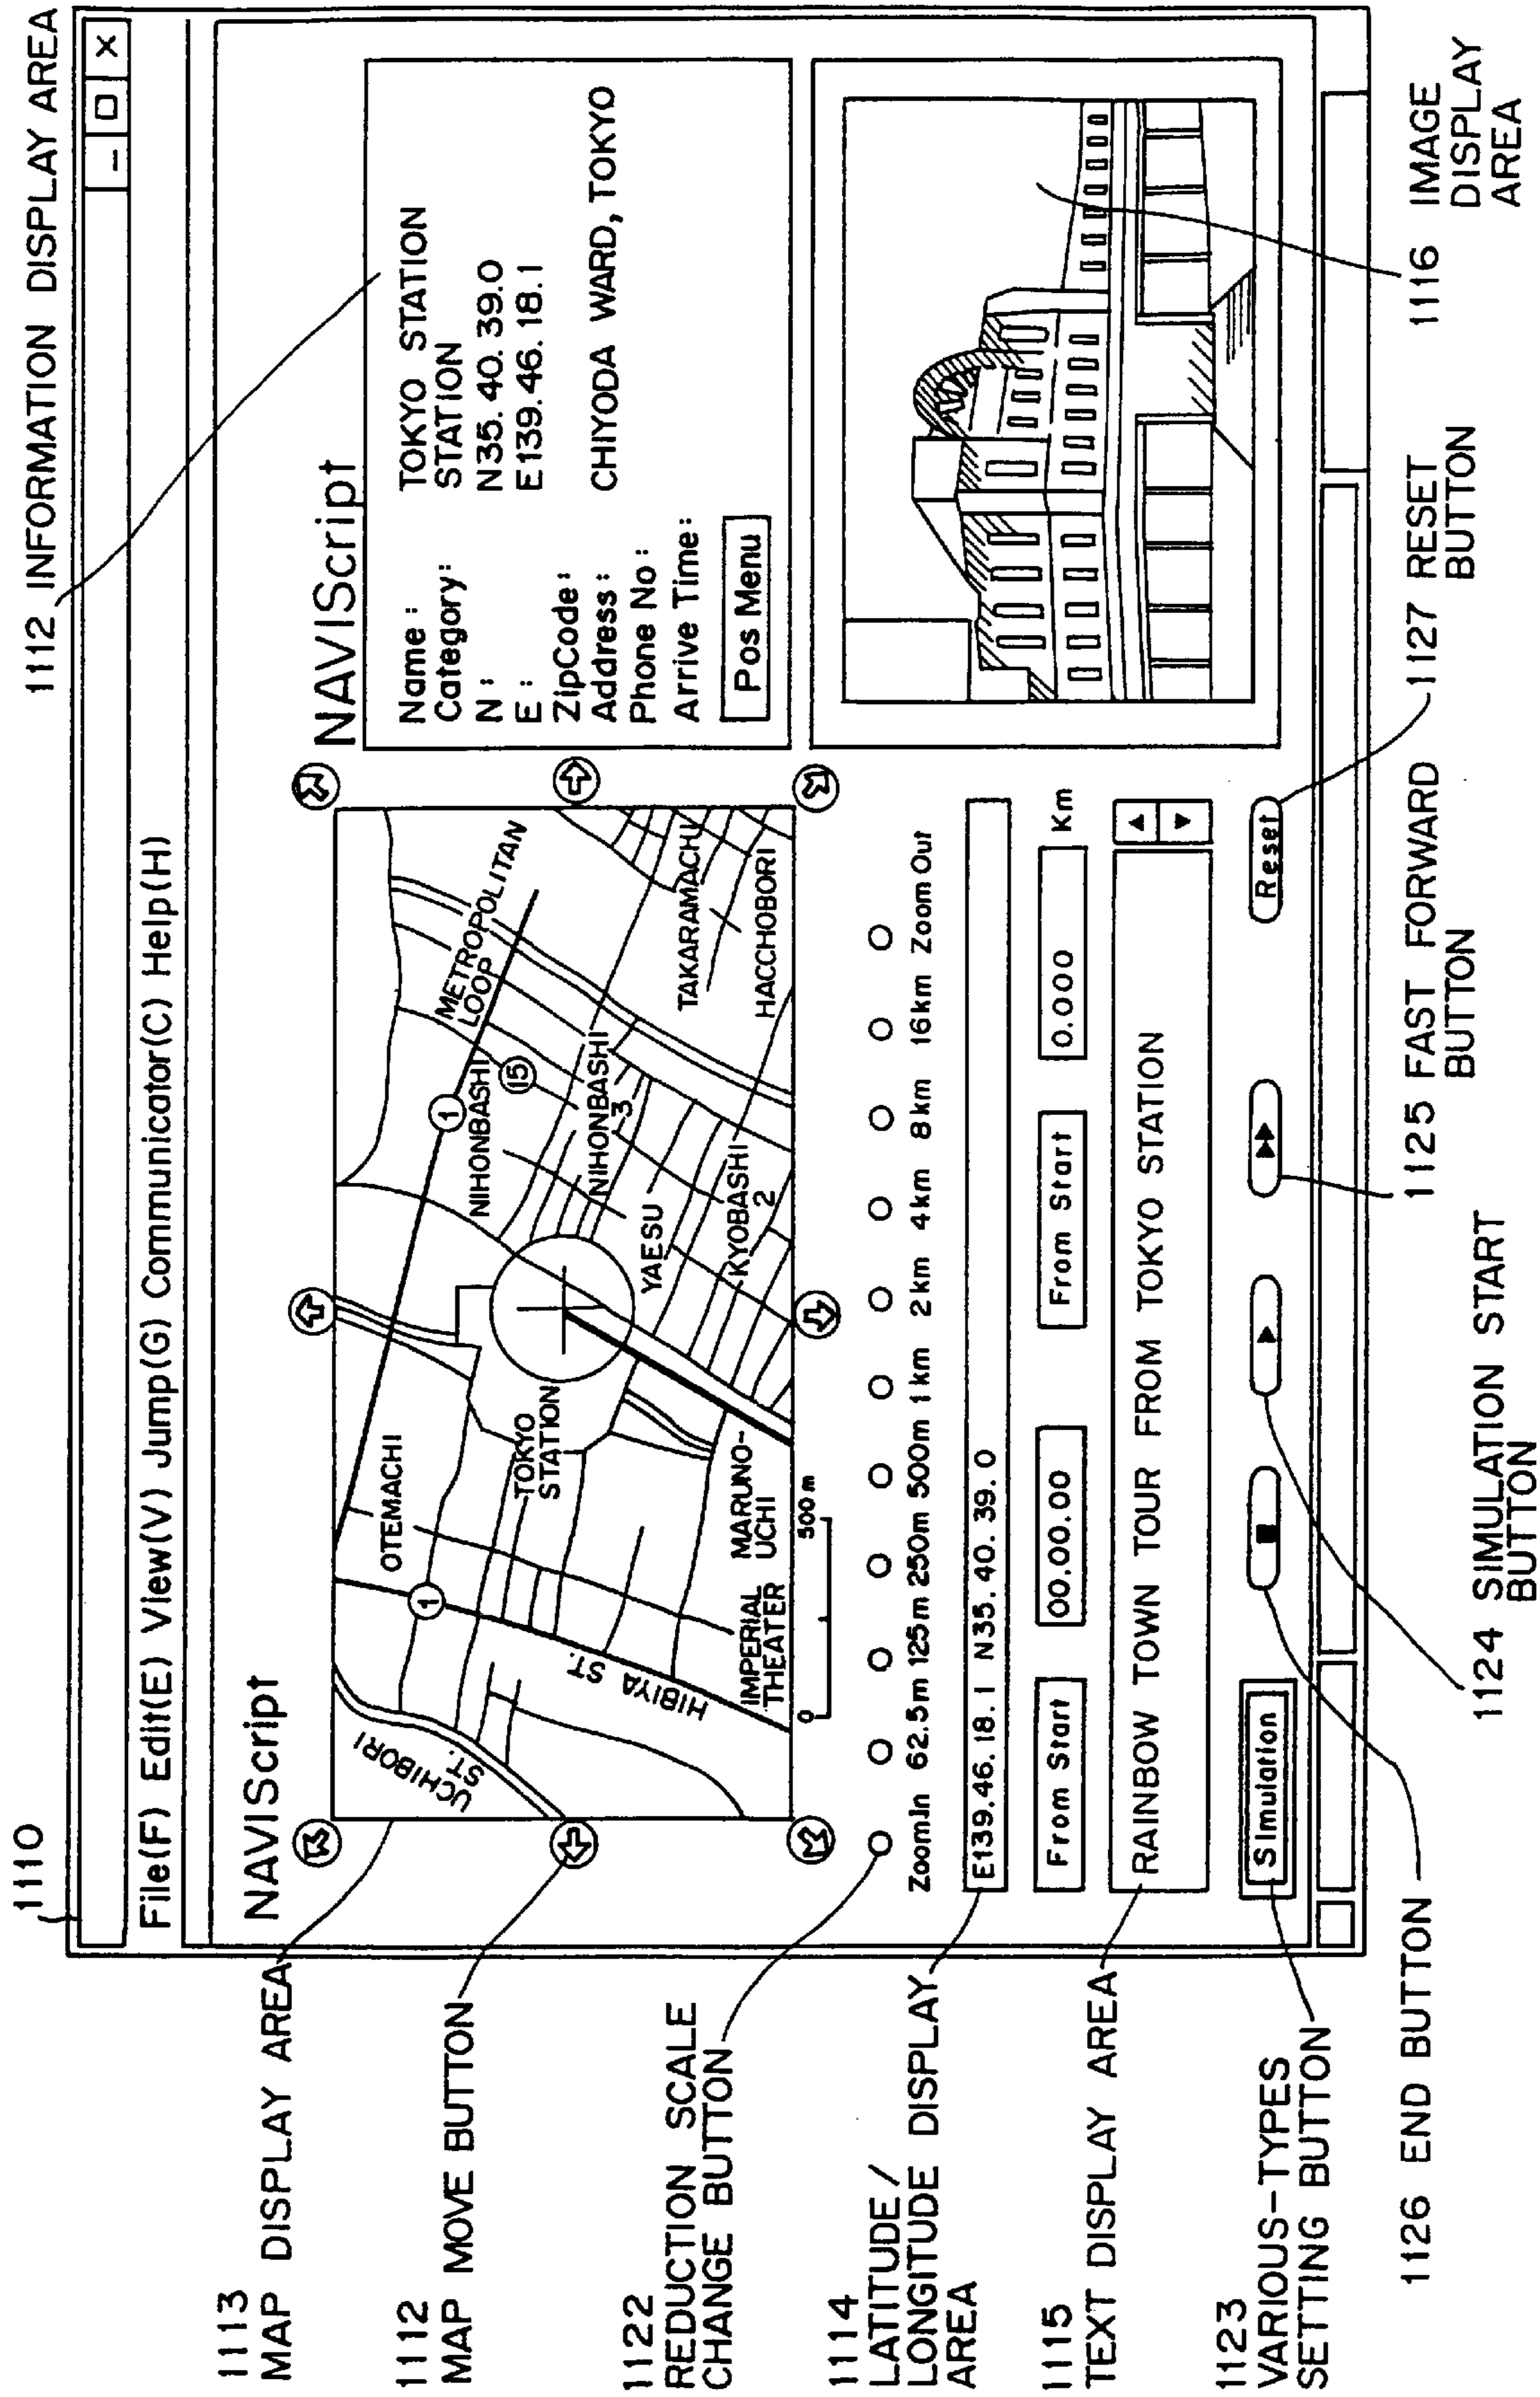 1110
1112 INFORMATION DISPLAY AREA
File(F) Edit(E) View(V) Jump(G) Communicator(C) Help(H)
NAVIScript
NAVIScript
1113
MAP DISPLAY AREA
1112
MAP MOVE BUTTON
1122
REDUCTION SCALE
CHANGE BUTTON
1114
LATITUDE/
LONGITUDE DISPLAY
AREA
1115
TEXT DISPLAY AREA
1123
VARIOUS-TYPES
SETTING BUTTON
UCHIBORI
ST.
HIBIYA ST.
1
OTEMACHI
TOKYO
STATION
IMPERIAL
THEATER
MARUNO-
UCHI
0
500m
1
NIHONBASHI
15
METROPOLITAN
LOOP
NIHONBASHI
3
YAESU
KYOBASHI
2
TAKARAMACHI
HACCHOBORI
Name: TOKYO STATION
Category: STATION
N: N35.40.39.0
E: E139.46.18.1
ZipCode:
Address: CHIYODA WARD, TOKYO
Phone No:
Arrive Time:
Pos Menu
ZoomIn 62.5m 125m 250m 500m 1km 2km 4km 8km 16km Zoom Out
E139.46.18.1 N35.40.39.0
From Start 00.00.00 From Start 0.000 Km
RAINBOW TOWN TOUR FROM TOKYO STATION
Simulation
Reset
1126 END BUTTON
1124 SIMULATION START
BUTTON
1125 FAST FORWARD
BUTTON
1127 RESET
BUTTON
1116 IMAGE
DISPLAY
AREA